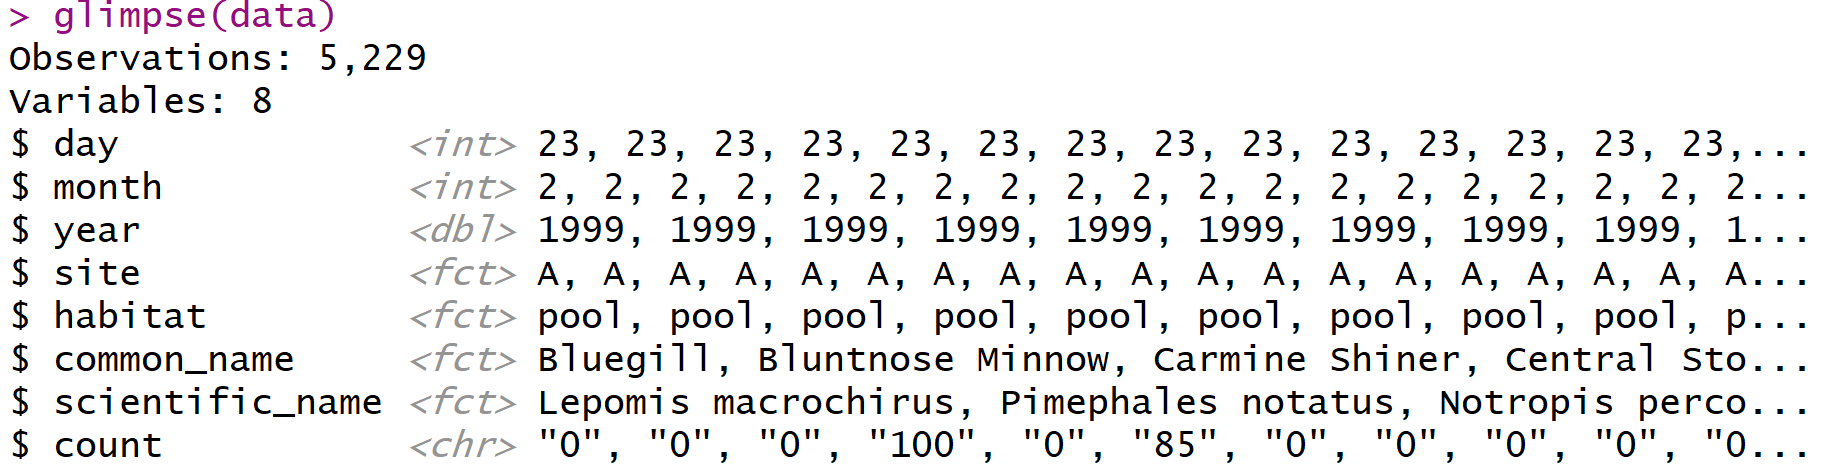 > glimpse(data)
Observations: 5,229
Variables: 8
$ day             <int> 23, 23, 23, 23, 23, 23, 23, 23, 23, 23, 23, 23, 23, 23,...
$ month           <int> 2, 2, 2, 2, 2, 2, 2, 2, 2, 2, 2, 2, 2, 2, 2, 2, 2, 2, 2...
$ year            <dbl> 1999, 1999, 1999, 1999, 1999, 1999, 1999, 1999, 1999, 1...
$ site            <fct> A, A, A, A, A, A, A, A, A, A, A, A, A, A, A, A, A, A, A...
$ habitat         <fct> pool, pool, pool, pool, pool, pool, pool, pool, pool, p...
$ common_name     <fct> Bluegill, Bluntnose Minnow, Carmine Shiner, Central Sto...
$ scientific_name <fct> Lepomis macrochirus, Pimephales notatus, Notropis perco...
$ count           <chr> "0", "0", "0", "100", "0", "85", "0", "0", "0", "0", "0...